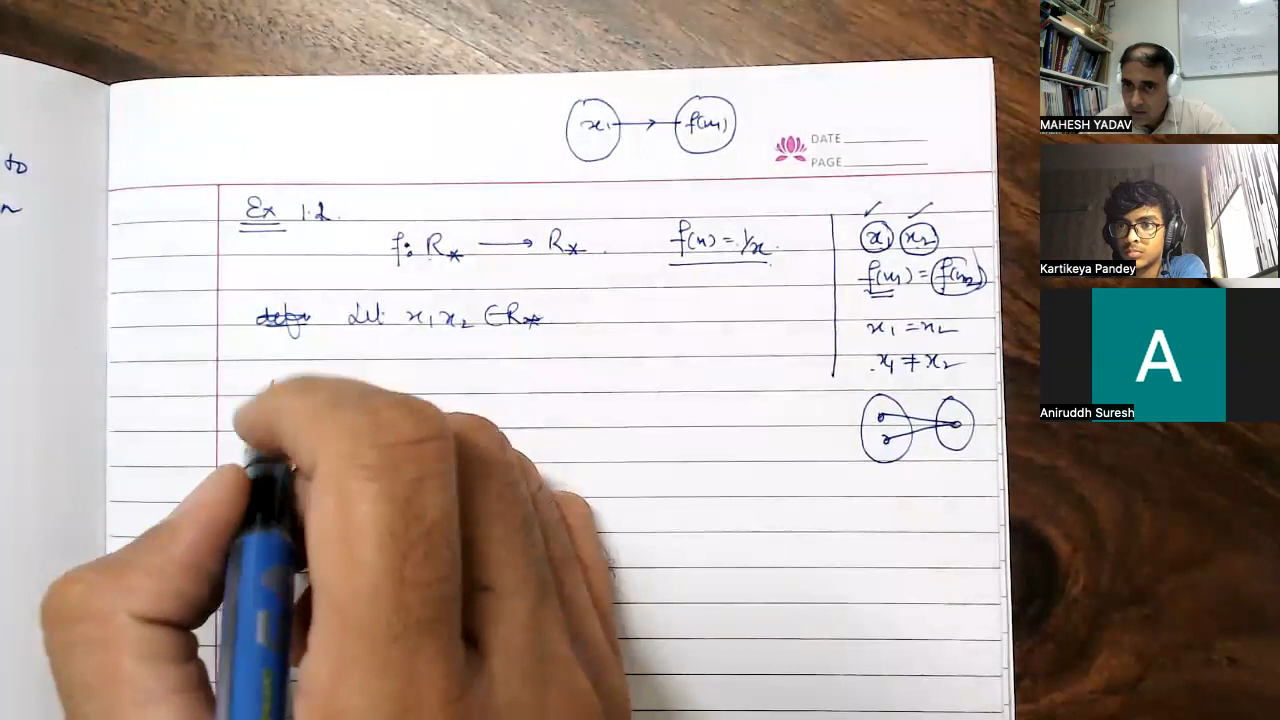 x₁ → f(x₁)
DATE
PAGE
Ex 1.2.
f: R* → R* f(x) = 1/x
Let x₁ x₂ ∈ R*
x₁ x₂
f(x₁) = f(x₂)
x₁ = x₂
x₁ ≠ x₂
to
MAHESH YADAV
Kartikeya Pandey
A
Aniruddh Suresh